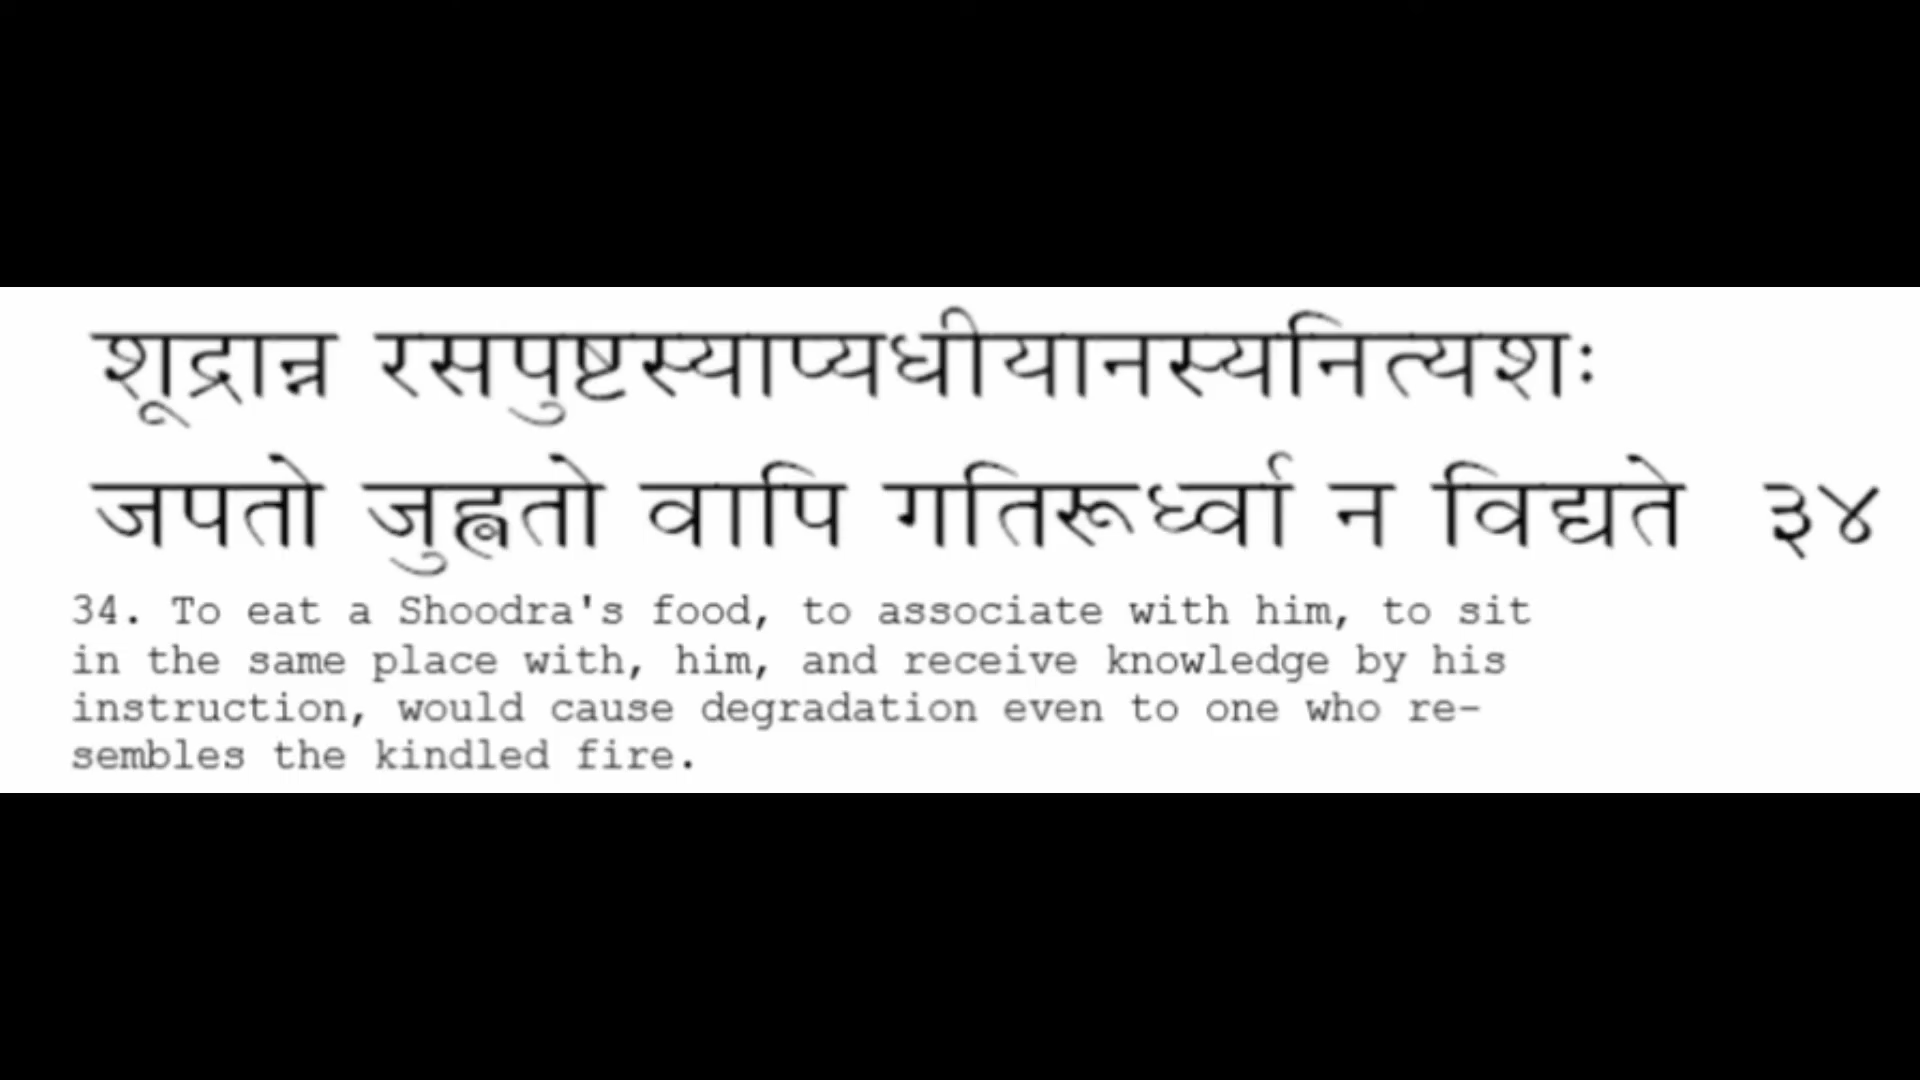 शूद्रान्न रसपुष्टस्याप्यधीयानस्यनित्यशः
जपतो जुह्वतो वापि गतिरूर्ध्वा न विद्यते ३४
34. To eat a Shoodra's food, to associate with him, to sit
in the same place with, him, and receive knowledge by his
instruction, would cause degradation even to one who re-
sembles the kindled fire.